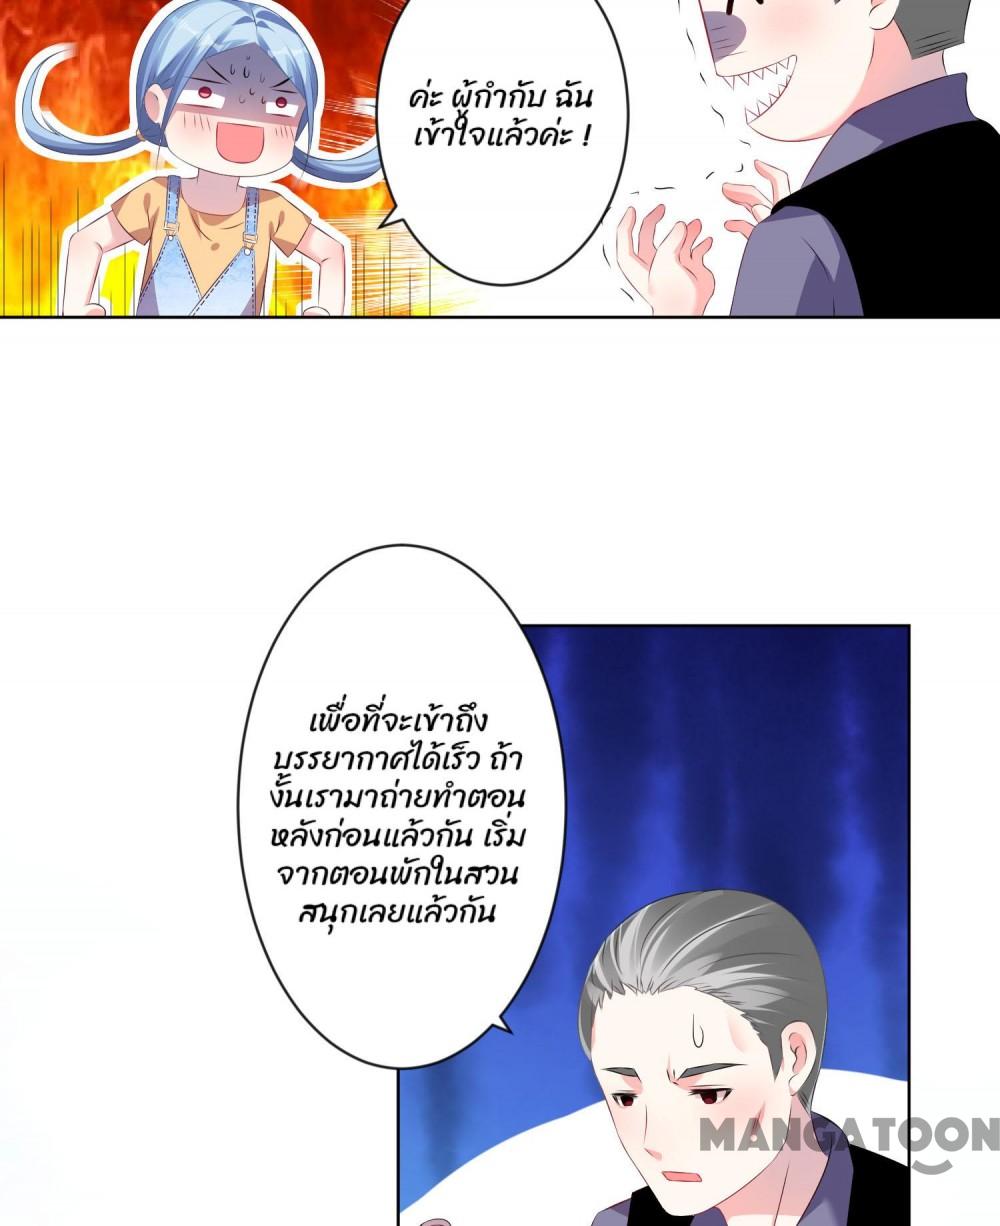 ค่ะ ผู้กำกับ ฉัน
เข้าใจแล้วค่ะ !
เพื่อที่จะเข้าถึง
บรรยากาศได้เร็ว ถ้า
งั้นเรามาถ่ายทำตอน
หลังก่อนแล้วกัน เริ่ม
จากตอนพักในสวน
สนุกเลยแล้วกัน
MANGATOON